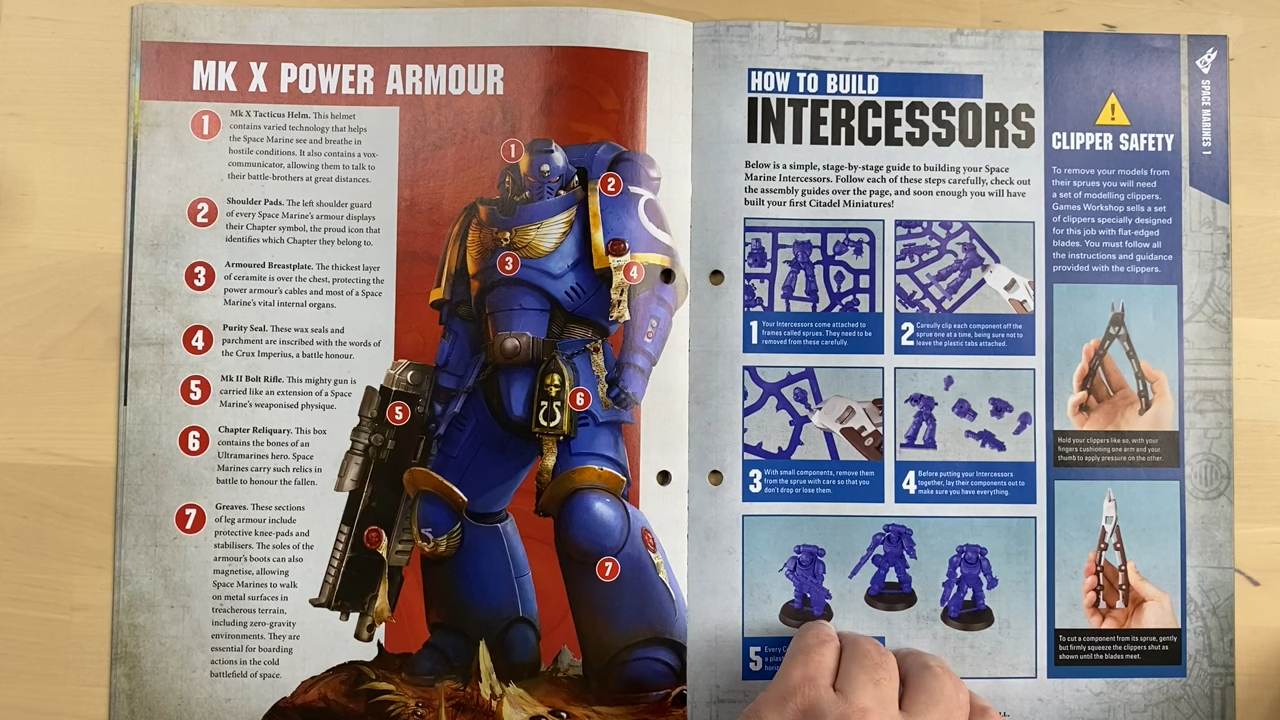 MK X POWER ARMOUR
1
Mk X Tacticus Helm. This helmet
contains varied technology that helps
the Space Marine see and breathe in
hostile conditions. It also contains a vox-
communicator, allowing them to talk to
their battle-brothers at great distances.
2
Shoulder Pads. The left shoulder guard
of every Space Marine's armour displays
their Chapter symbol, the proud icon that
identifies which Chapter they belong to.
3
Armoured Breastplate. The thickest layer
of ceramite is over the chest, protecting the
power armour's cables and most of a Space
Marine's vital internal organs.
4
Purity Seal. These wax seals and
parchment are inscribed with the words of
the Crux Imperius, a battle honour.
5
Mk II Bolt Rifle. This mighty gun is
carried like an extension of a Space
Marine's weaponised physique.
6
Chapter Reliquary. This box
contains the bones of an
Ultramarines hero. Space
Marines carry such relics in
battle to honour the fallen.
7
Greaves. These sections
of leg armour include
protective knee-pads and
stabilisers. The soles of the
armour's boots can also
magnetise, allowing
Space Marines to walk
on metal surfaces in
treacherous terrain,
including zero-gravity
environments. They are
essential for boarding
actions in the cold
battlefield of space.
1
2
3
4
5
6
7
HOW TO BUILD
INTERCESSORS
Below is a simple, stage-by-stage guide to building your Space
Marine Intercessors. Follow each of these steps carefully, check out
the assembly guides over the page, and soon enough you will have
built your first Citadel Miniatures!
1
Your Intercessors come attached to
frames called sprues. They need to be
removed from these carefully.
2
Carefully clip each component off the
sprue one at a time, being sure not to
leave the plastic tabs attached.
3
With small components, remove them
from the sprue with care so that you
don't drop or lose them.
4
Before putting your Intercessors
together, lay their components out to
make sure you have everything.
5
Every
a plast
CLIPPER SAFETY
To remove your models from
their sprues you will need
a set of modelling clippers.
Games Workshop sells a set
of clippers specially designed
for this job with flat-edged
blades. You must follow all
the instructions and guidance
provided with the clippers.
Hold your clippers like so, with your
fingers cushioning one arm and your
thumb to apply pressure on the other.
To cut a component from its sprue, gently
but firmly squeeze the clippers shut as
shown until the blades meet.
SPACE MARINES 1